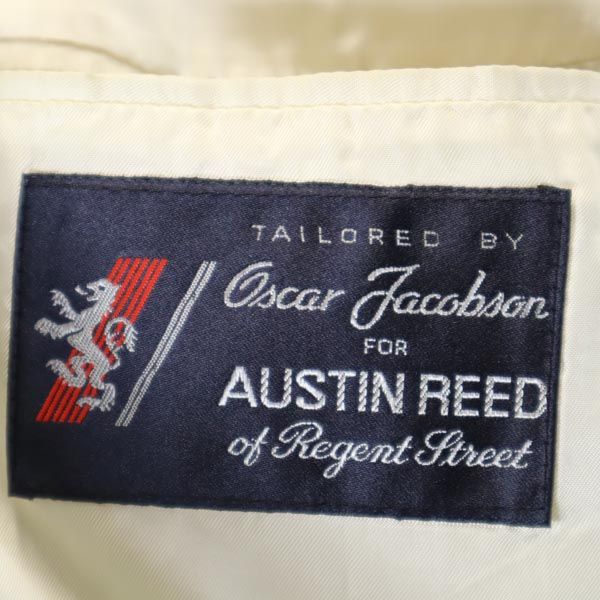 TAILORED BY
Oscar Jacobson
FOR
AUSTIN REED
of Regent Street